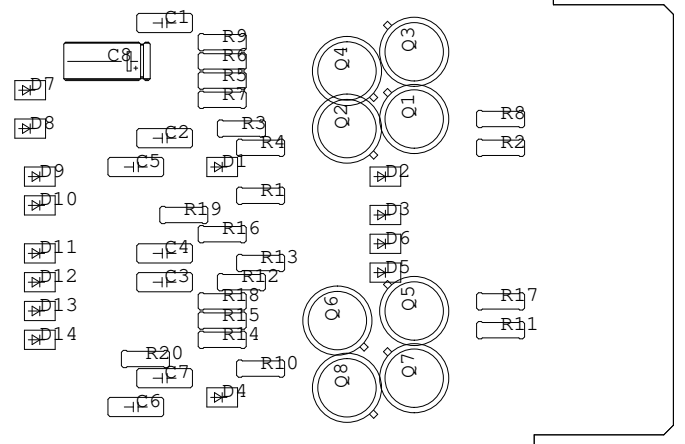 C1
R9
Q3
C8
R6
Q4
R5
D7
R7
Q1
R8
D8
R3
Q2
C2
R4
R2
C5
D1
D2
D9
D10
R1
R19
D3
R16
D6
D11
C4
R13
D5
D12
C3
R12
D13
R18
Q6
Q5
R17
R15
D14
R14
R11
R20
R10
Q8
Q7
C7
D4
C6